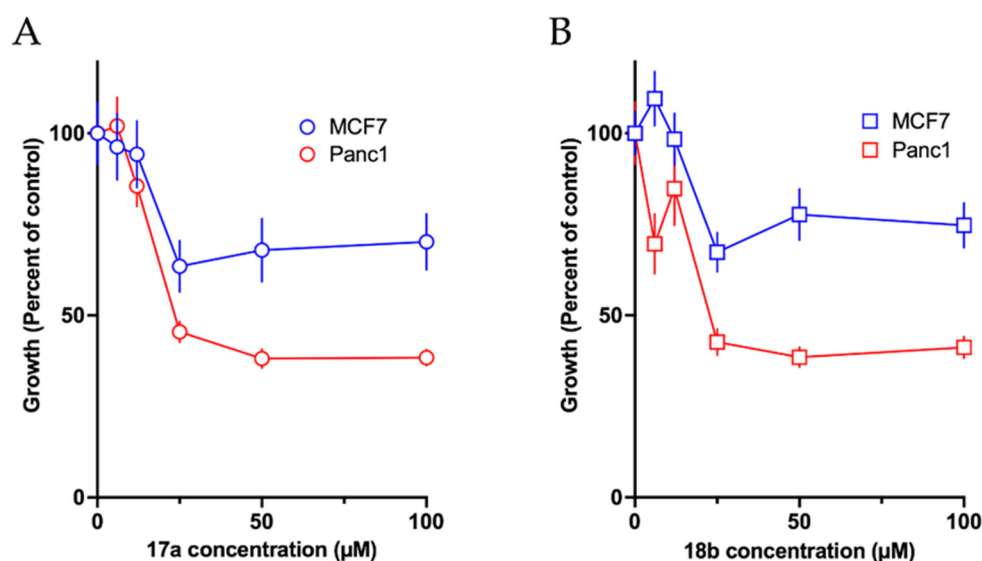 A
Growth (Percent of control)
100
50
0
MCF7
Panc1
0
50
100
17a concentration (μM)
B
Growth (Percent of control)
100
50
0
MCF7
Panc1
0
50
100
18b concentration (μM)